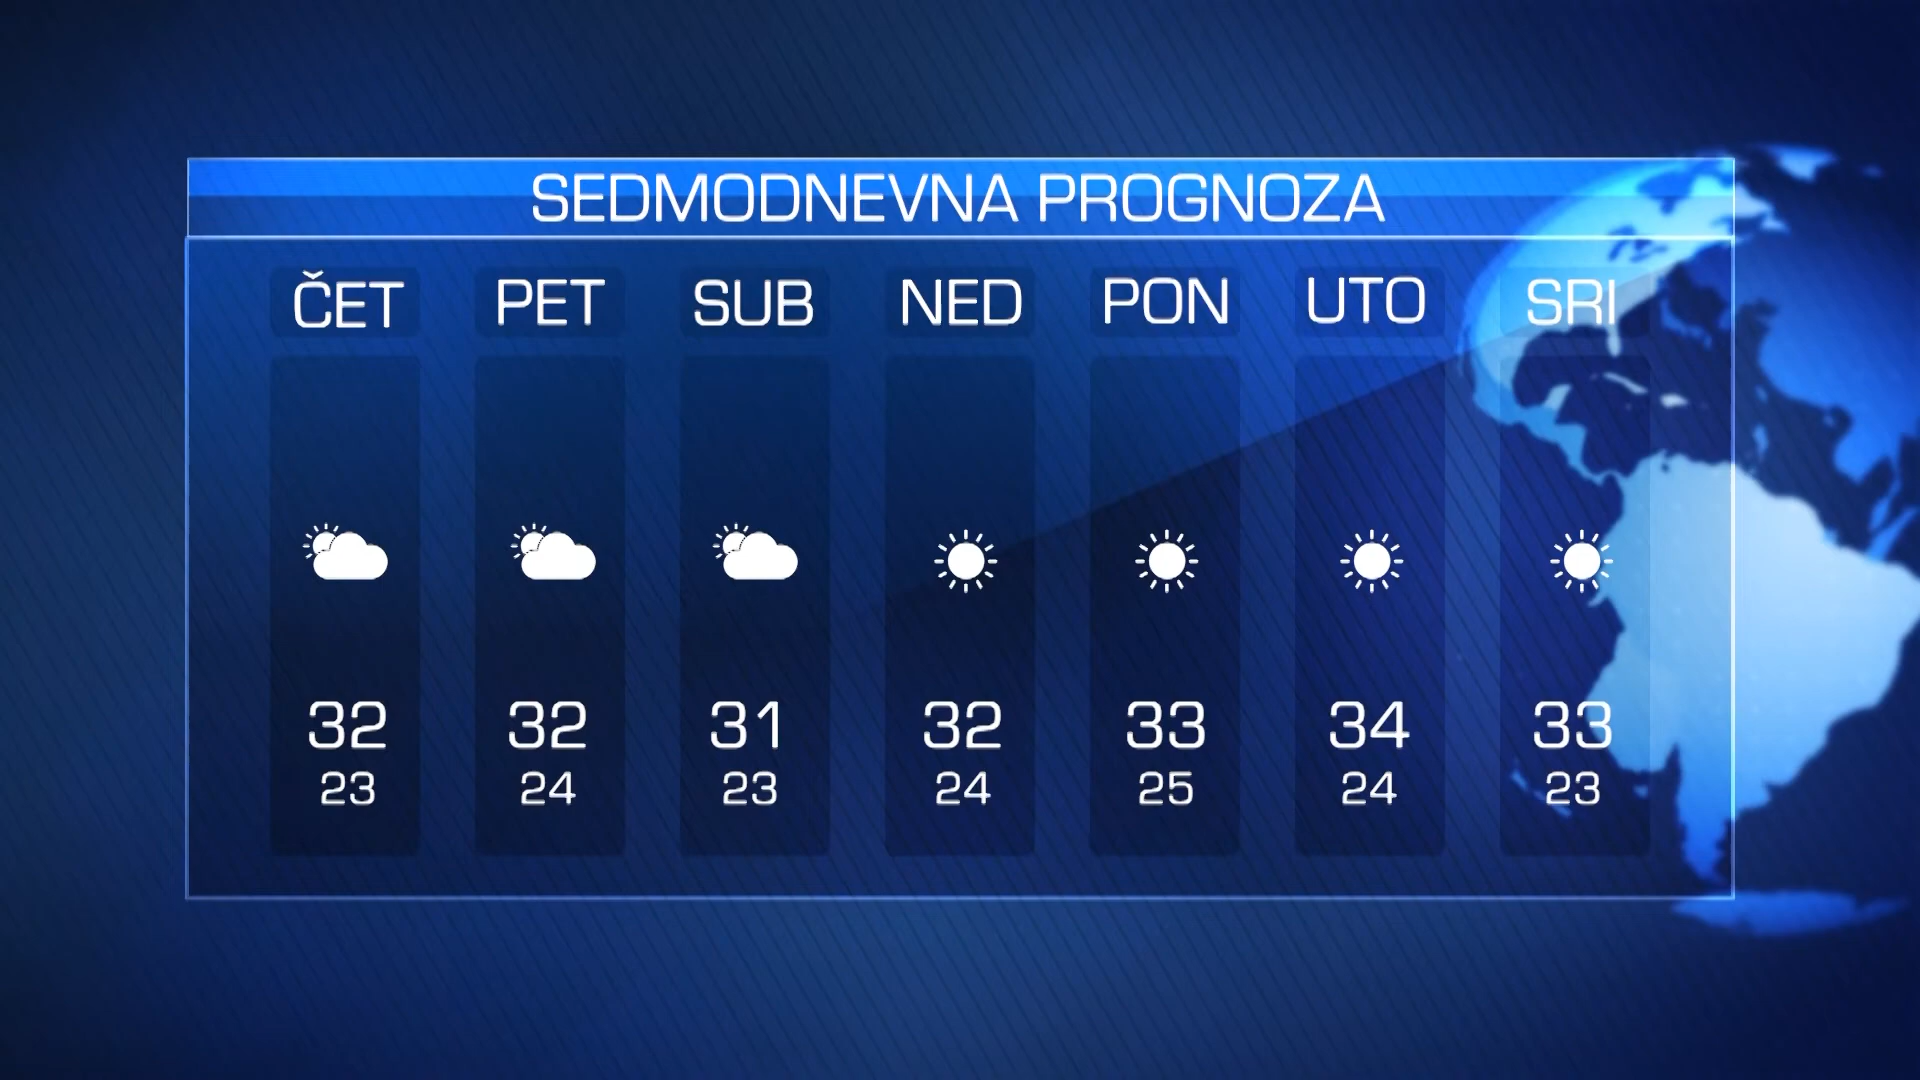 SEDMODNEVNA PROGNOZA
ČET PET SUB NED PON UTO SRI
32 32 31 32 33 34 33
23 24 23 24 25 24 23